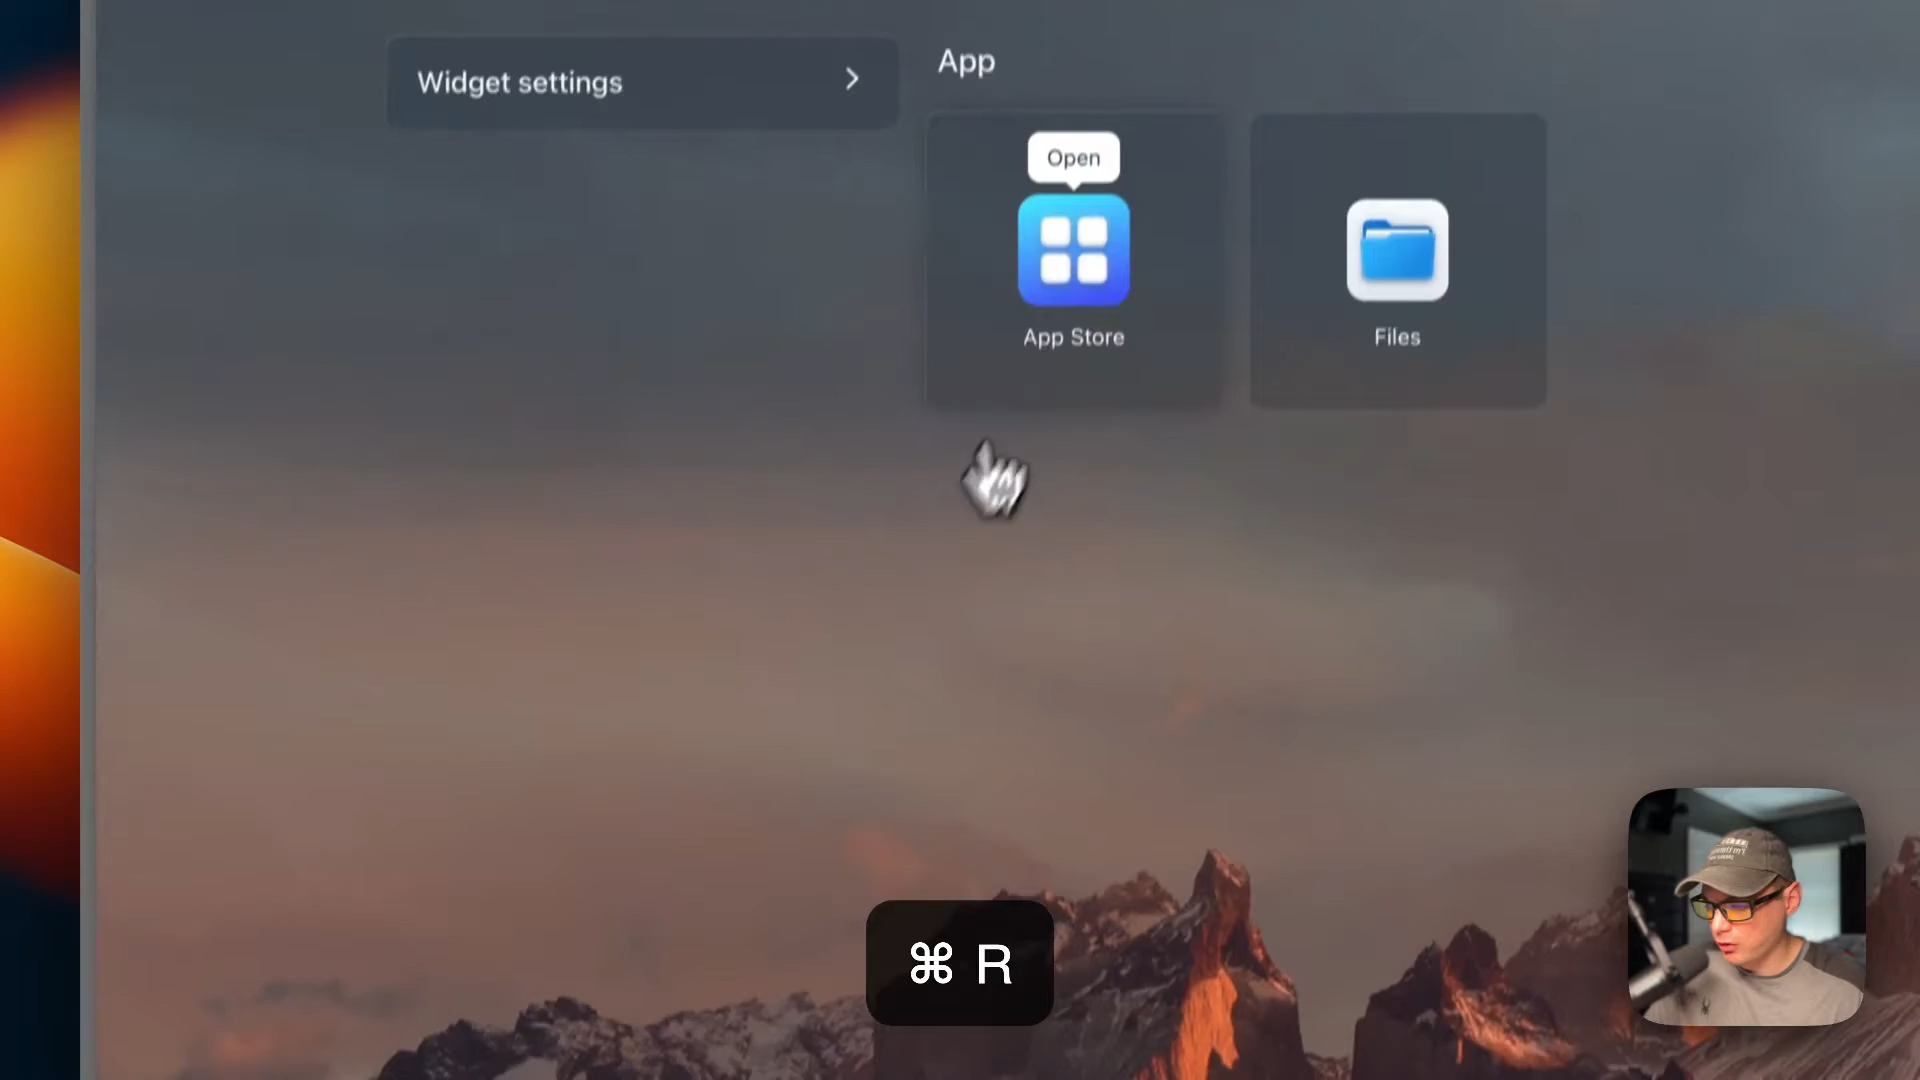 Widget settings
App
Open
App Store
Files
⌘ R